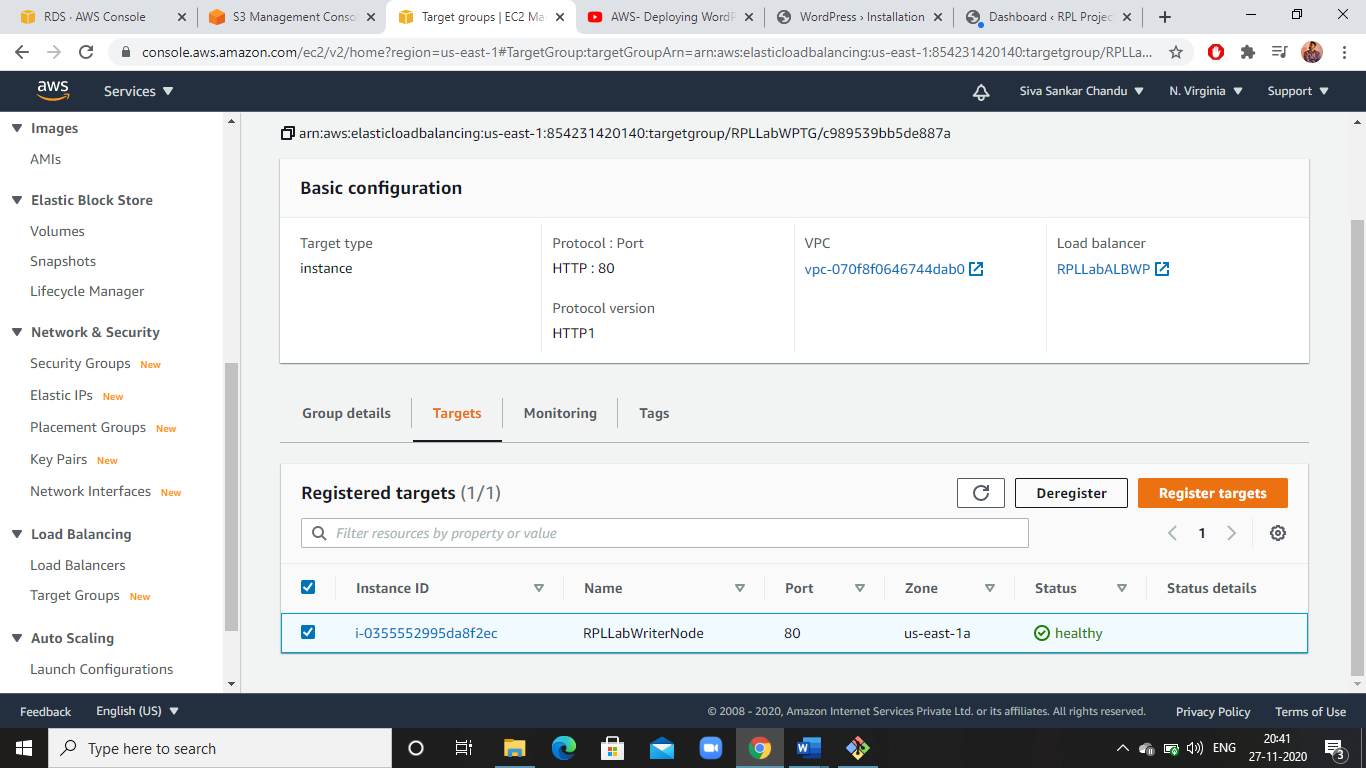 RDS · AWS Console
S3 Management Conso
Target groups | EC2 Ma
AWS- Deploying WordP
WordPress › Installation
Dashboard ‹ RPL Projec
console.aws.amazon.com/ec2/v2/home?region=us-east-1#TargetGroup:targetGroupArn=arn:aws:elasticloadbalancing:us-east-1:854231420140:targetgroup/RPLLa...
aws Services Siva Sankar Chandu N. Virginia Support
Images
AMIs
Elastic Block Store
Volumes
Snapshots
Lifecycle Manager
Network & Security
Security Groups New
Elastic IPs New
Placement Groups New
Key Pairs New
Network Interfaces New
Load Balancing
Load Balancers
Target Groups New
Auto Scaling
Launch Configurations
arn:aws:elasticloadbalancing:us-east-1:854231420140:targetgroup/RPLLabWPTG/c989539bb5de887a
Basic configuration
Target type
instance
Protocol : Port
HTTP : 80
Protocol version
HTTP1
VPC
vpc-070f8f0646744dab0
Load balancer
RPLLabALBWP
Group details Targets Monitoring Tags
Registered targets (1/1) Deregister Register targets
Filter resources by property or value 1
Instance ID Name Port Zone Status Status details
i-0355552995da8f2ec RPLLabWriterNode 80 us-east-1a healthy
Feedback English (US) © 2008 - 2020, Amazon Internet Services Private Ltd. or its affiliates. All rights reserved. Privacy Policy Terms of Use
Type here to search
ENG
20:41
27-11-2020
3